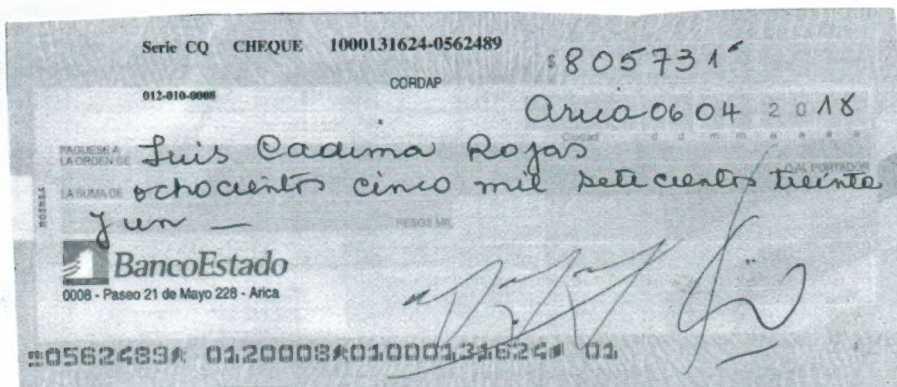 Serie CQ CHEQUE 1000131624-0562489
$ 805731
012-010-0008
CORDAP
Arica 06 04 2018
Ciudad d d m m a a a a
PAGUESE A
LA ORDEN DE Luis Cadima Rojas
O AL PORTADOR
LA SUMA DE ochocientos cinco mil setecientos treinta
y un —
PESOS M/L
BancoEstado
0008 - Paseo 21 de Mayo 228 - Arica
0562489 0120008 01000131624 01